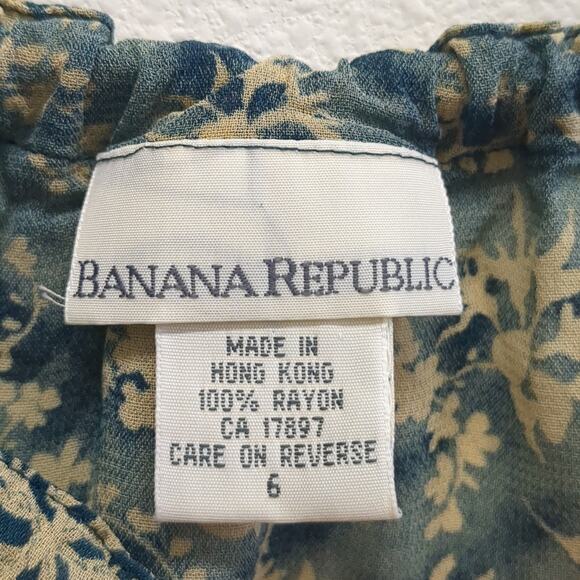 BANANA REPUBLIC
MADE IN
HONG KONG
100% RAYON
CA 17897
CARE ON REVERSE
6